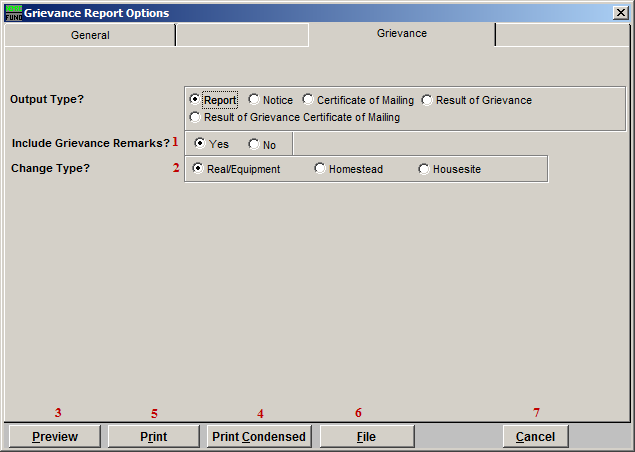 Grievance Report Options
FUND
General
Grievance
Output Type?
Report Notice Certificate of Mailing Result of Grievance
Result of Grievance Certificate of Mailing
Include Grievance Remarks? 1 Yes No
Change Type? 2 Real/Equipment Homestead Housesite
3 5 4 6 7
Preview Print Print Condensed File Cancel